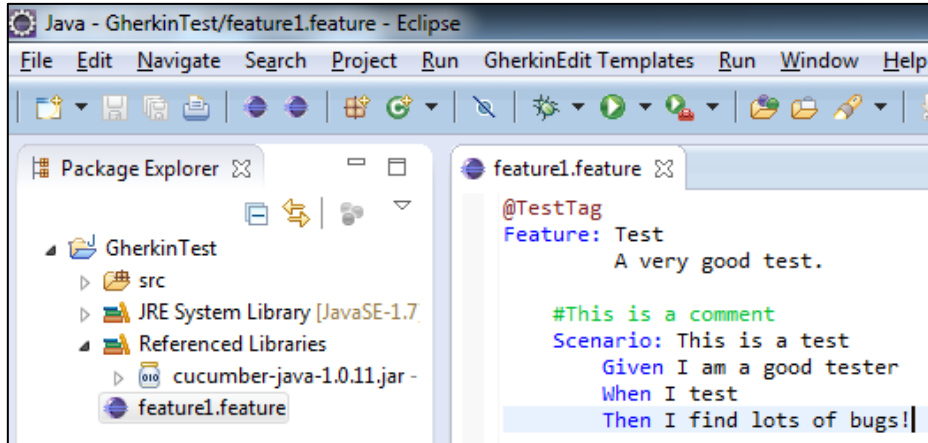 Java - GherkinTest/feature1.feature - Eclipse
File Edit Navigate Search Project Run GherkinEdit Templates Run Window Help
Package Explorer
feature1.feature
GherkinTest
src
JRE System Library [JavaSE-1.7
Referenced Libraries
cucumber-java-1.0.11.jar -
feature1.feature
@TestTag
Feature: Test
A very good test.
#This is a comment
Scenario: This is a test
Given I am a good tester
When I test
Then I find lots of bugs!